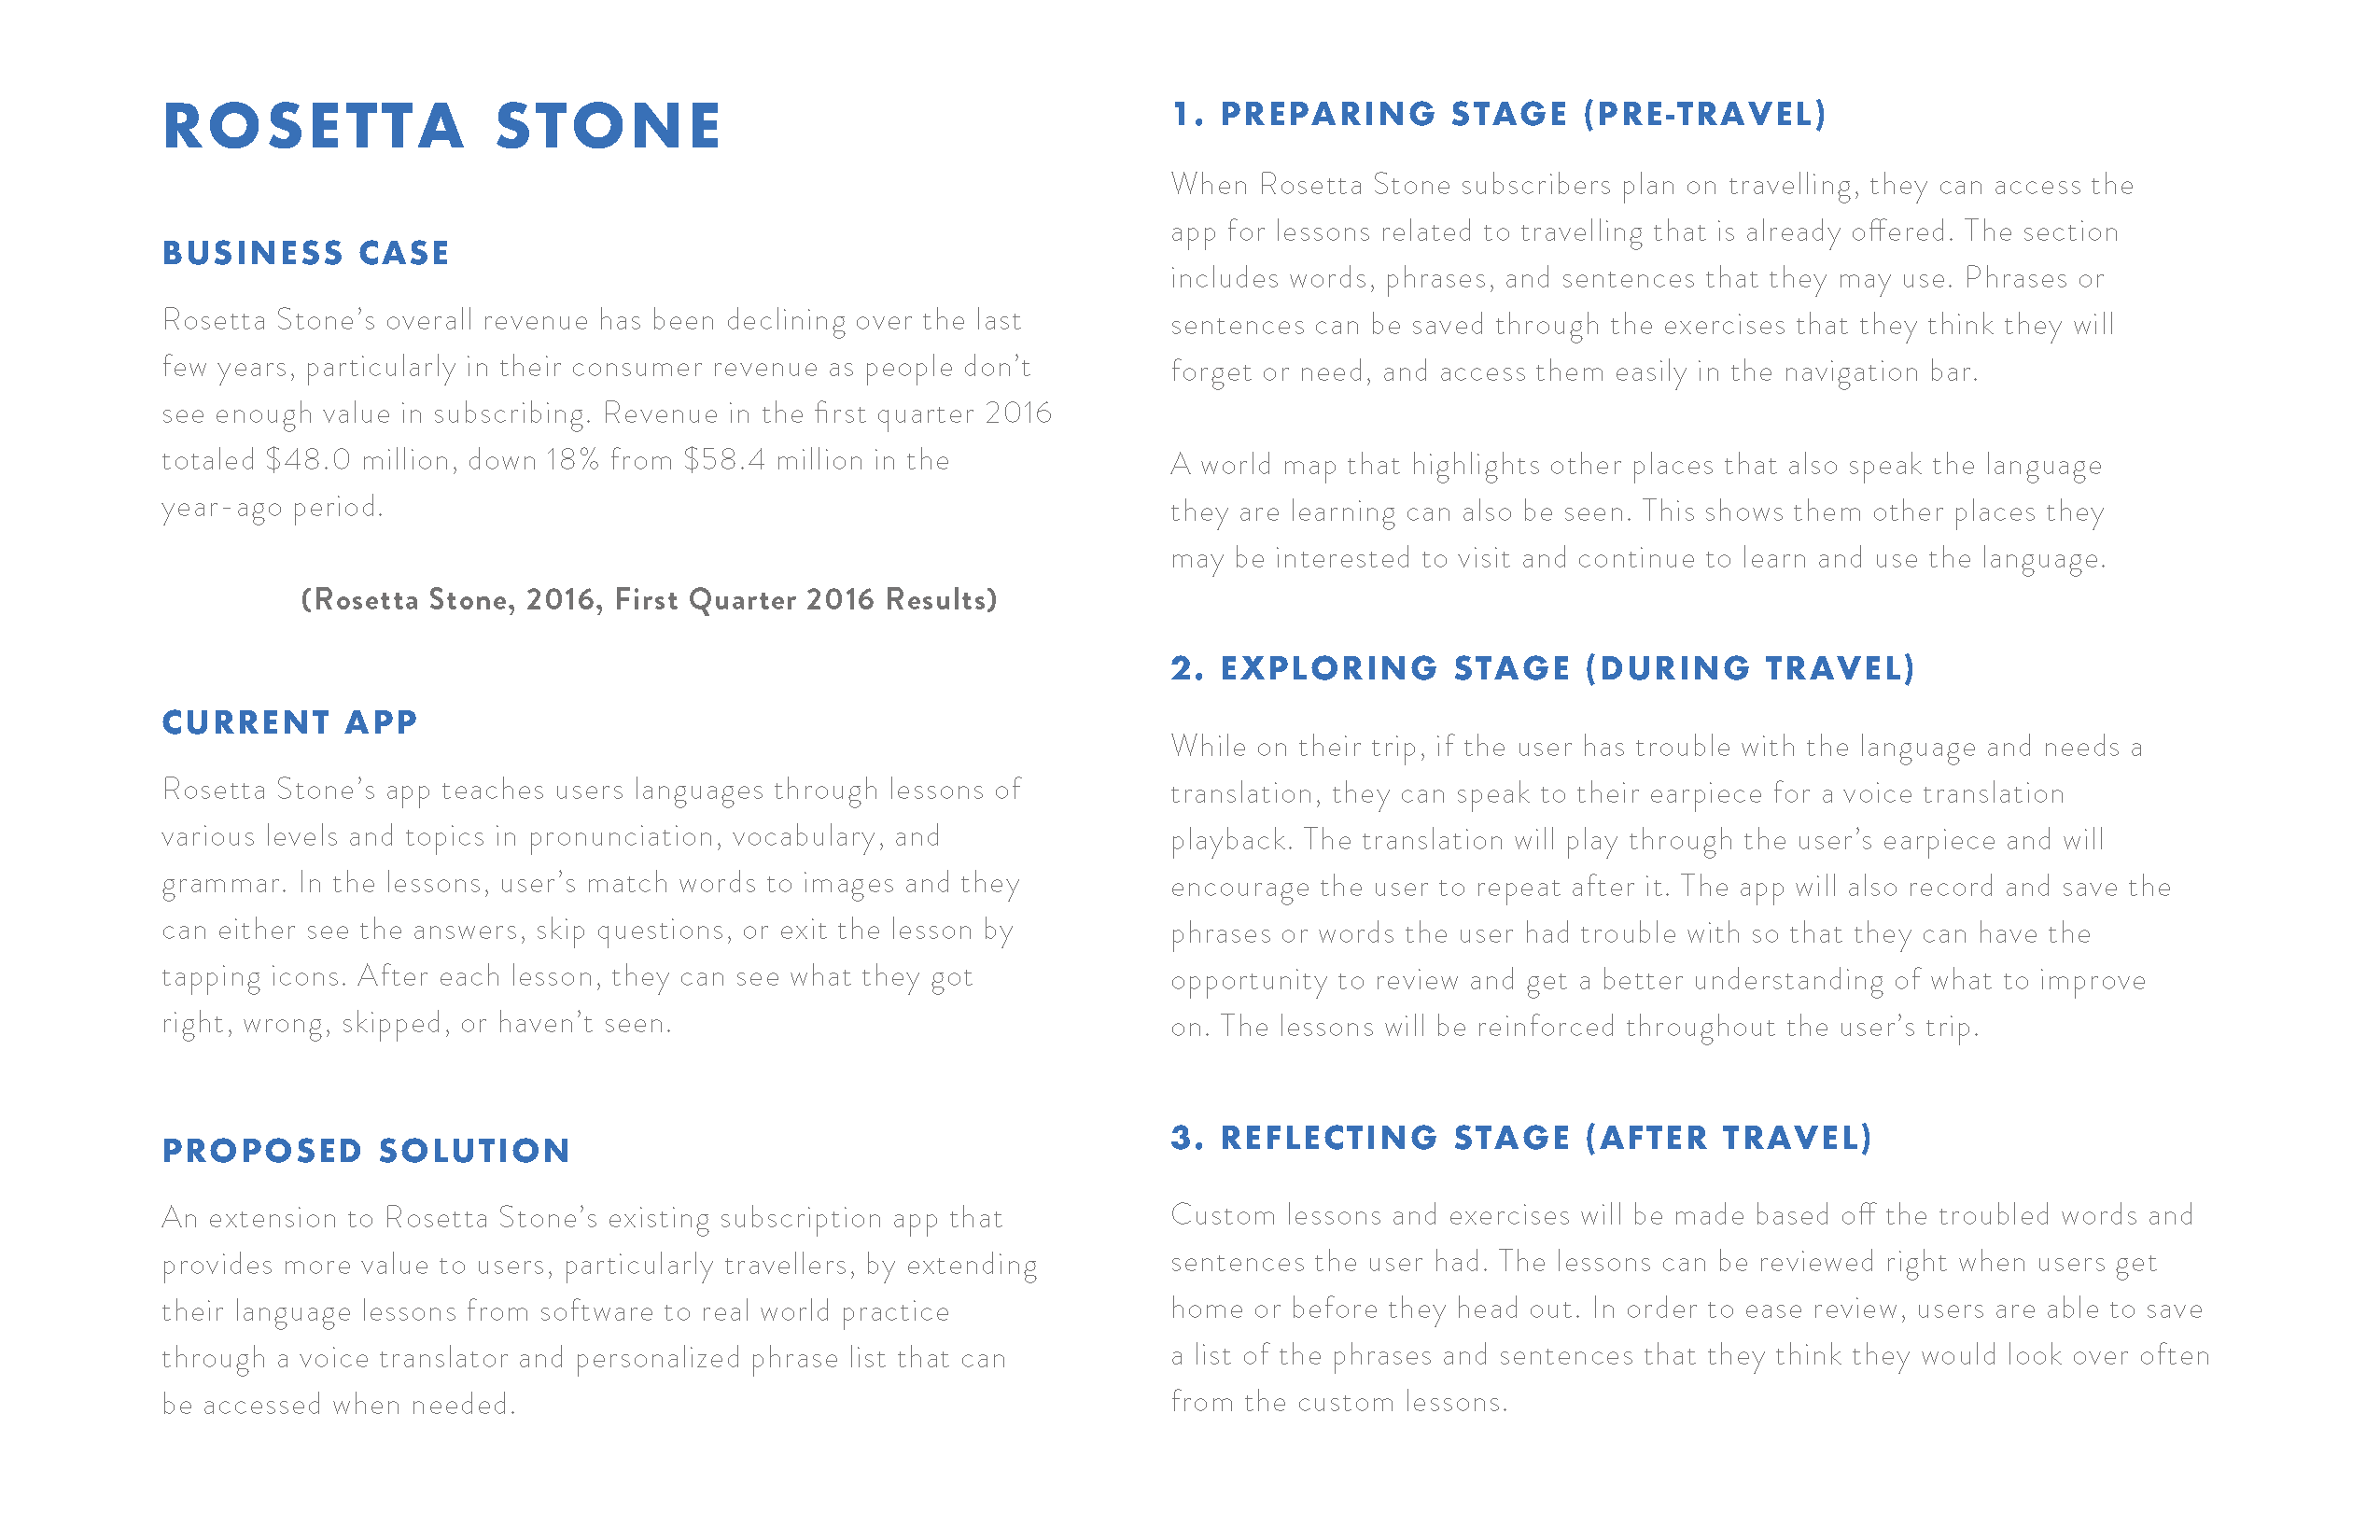 ROSETTA STONE
BUSINESS CASE
Rosetta Stone’s overall revenue has been declining over the last
few years, particularly in their consumer revenue as people don’t
see enough value in subscribing. Revenue in the first quarter 2016
totaled $48.0 million, down 18% from $58.4 million in the
year-ago period.
(Rosetta Stone, 2016, First Quarter 2016 Results)
CURRENT APP
Rosetta Stone’s app teaches users languages through lessons of
various levels and topics in pronunciation, vocabulary, and
grammar. In the lessons, user’s match words to images and they
can either see the answers, skip questions, or exit the lesson by
tapping icons. After each lesson, they can see what they got
right, wrong, skipped, or haven’t seen.
PROPOSED SOLUTION
An extension to Rosetta Stone’s existing subscription app that
provides more value to users, particularly travellers, by extending
their language lessons from software to real world practice
through a voice translator and personalized phrase list that can
be accessed when needed.
1. PREPARING STAGE (PRE-TRAVEL)
When Rosetta Stone subscribers plan on travelling, they can access the
app for lessons related to travelling that is already offered. The section
includes words, phrases, and sentences that they may use. Phrases or
sentences can be saved through the exercises that they think they will
forget or need, and access them easily in the navigation bar.
A world map that highlights other places that also speak the language
they are learning can also be seen. This shows them other places they
may be interested to visit and continue to learn and use the language.
2. EXPLORING STAGE (DURING TRAVEL)
While on their trip, if the user has trouble with the language and needs a
translation, they can speak to their earpiece for a voice translation
playback. The translation will play through the user’s earpiece and will
encourage the user to repeat after it. The app will also record and save the
phrases or words the user had trouble with so that they can have the
opportunity to review and get a better understanding of what to improve
on. The lessons will be reinforced throughout the user’s trip.
3. REFLECTING STAGE (AFTER TRAVEL)
Custom lessons and exercises will be made based off the troubled words and
sentences the user had. The lessons can be reviewed right when users get
home or before they head out. In order to ease review, users are able to save
a list of the phrases and sentences that they think they would look over often
from the custom lessons.